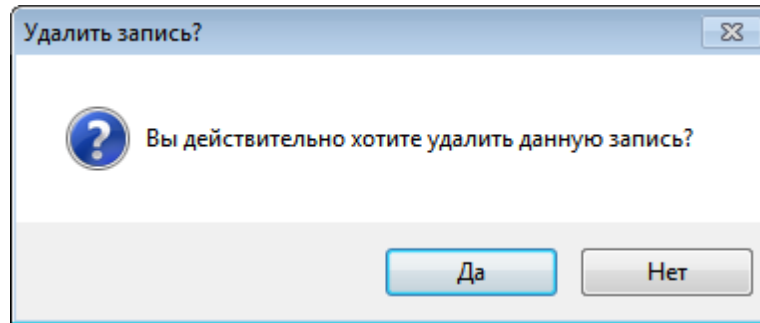 Удалить запись?
Вы действительно хотите удалить данную запись?
Да
Нет